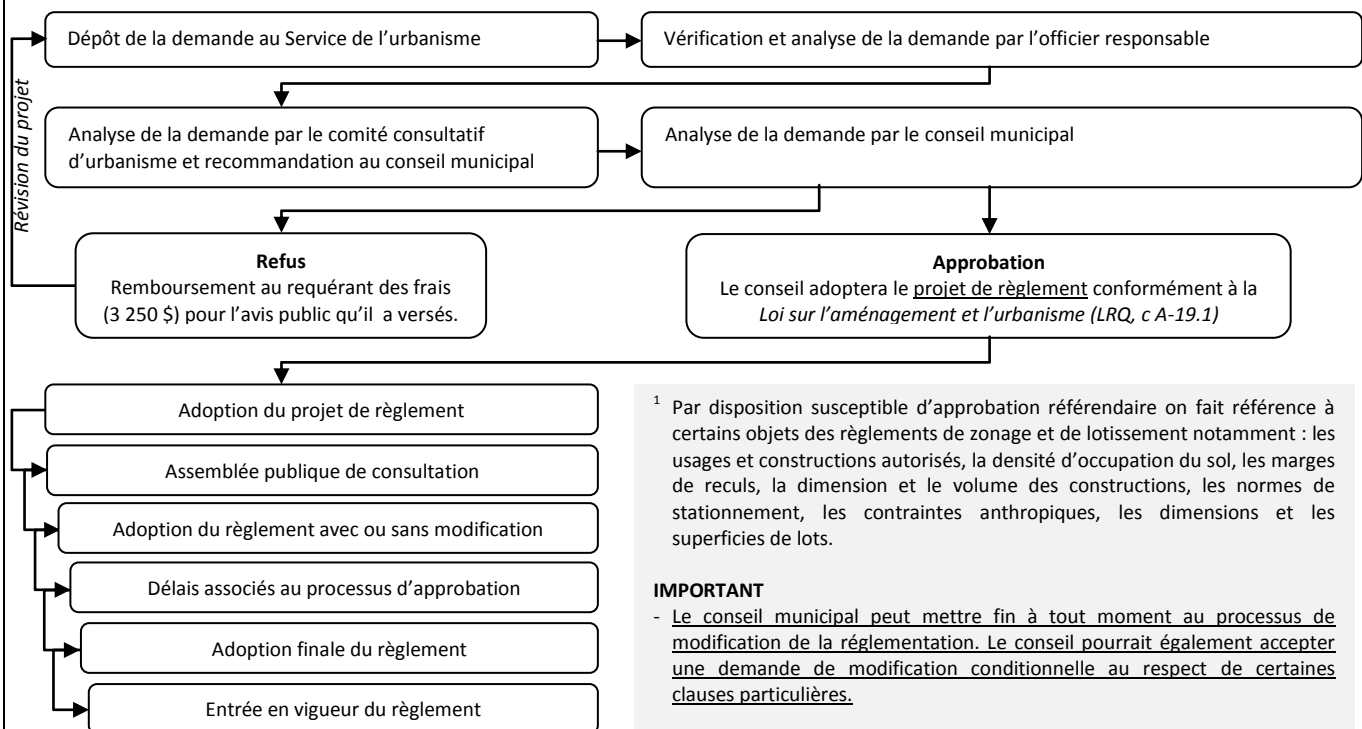 Dépôt de la demande au Service de l'urbanisme
Vérification et analyse de la demande par l'officier responsable
Révision du projet
Analyse de la demande par le comité consultatif
d'urbanisme et recommandation au conseil municipal
Analyse de la demande par le conseil municipal
Refus
Remboursement au requérant des frais
(3 250 $) pour l'avis public qu'il a versés.
Approbation
Le conseil adoptera le projet de règlement conformément à la
Loi sur l'aménagement et l'urbanisme (LRQ, c A-19.1)
Adoption du projet de règlement
Assemblée publique de consultation
Adoption du règlement avec ou sans modification
Délais associés au processus d'approbation
Adoption finale du règlement
Entrée en vigueur du règlement
1 Par disposition susceptible d'approbation référendaire on fait référence à
certains objets des règlements de zonage et de lotissement notamment : les
usages et constructions autorisés, la densité d'occupation du sol, les marges
de reculs, la dimension et le volume des constructions, les normes de
stationnement, les contraintes anthropiques, les dimensions et les
superficies de lots.
IMPORTANT
- Le conseil municipal peut mettre fin à tout moment au processus de
modification de la réglementation. Le conseil pourrait également accepter
une demande de modification conditionnelle au respect de certaines
clauses particulières.